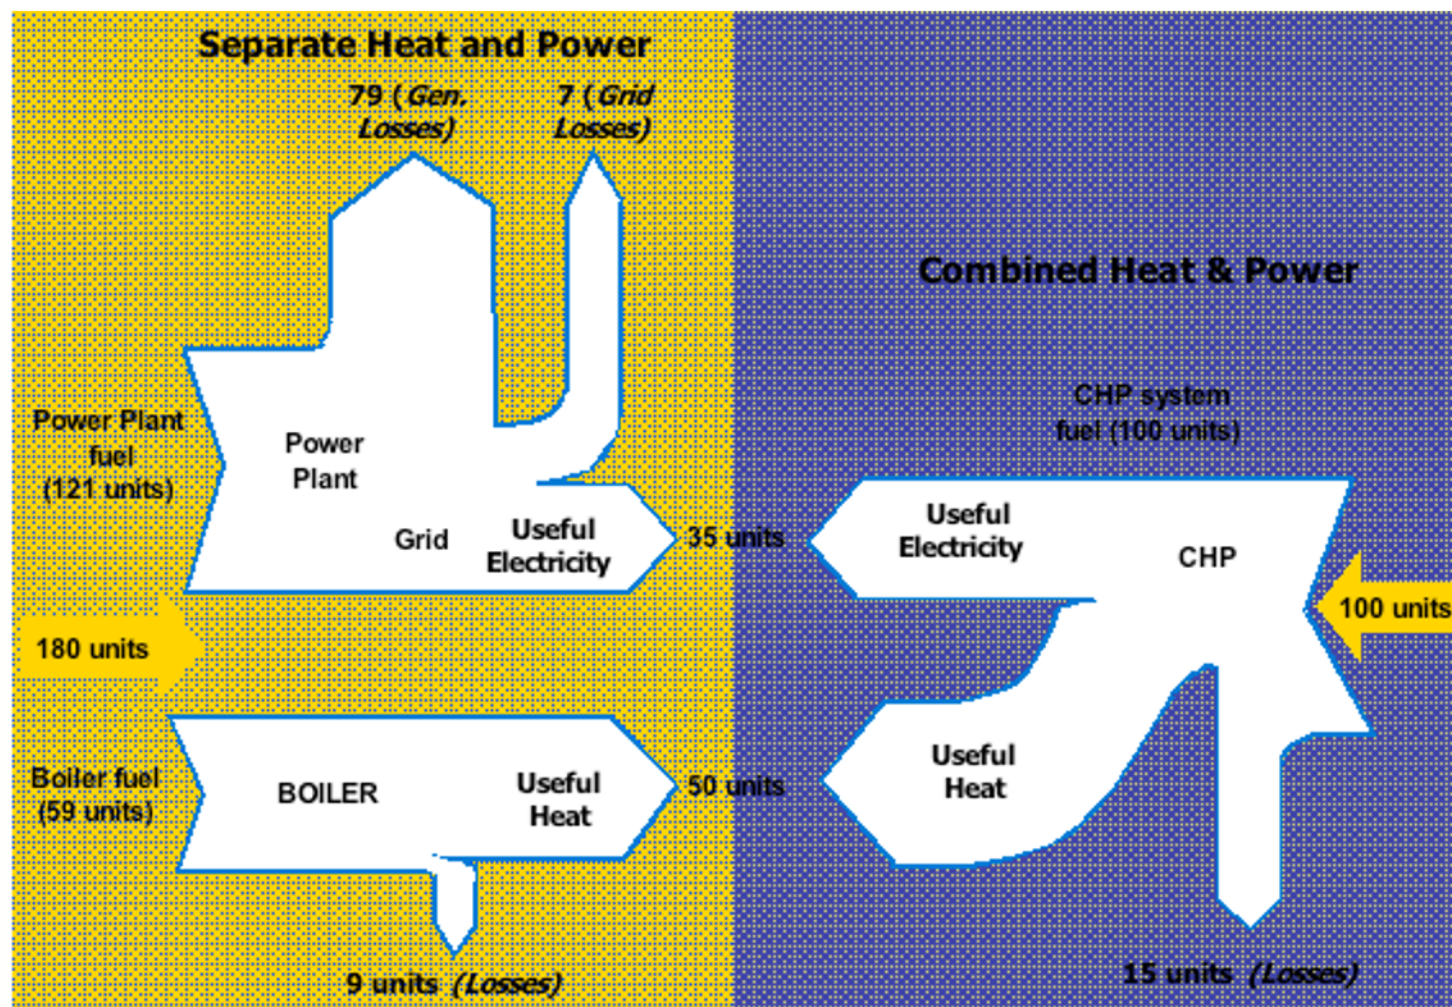 Separate Heat and Power
79 (Gen.
Losses)
7 (Grid
Losses)
Power Plant
fuel
(121 units)
Power
Plant
Grid
Useful
Electricity
35 units
180 units
Boiler fuel
(59 units)
BOILER
Useful
Heat
50 units
9 units (Losses)
Combined Heat & Power
CHP system
fuel (100 units)
Useful
Electricity
CHP
100 units
Useful
Heat
15 units (Losses)